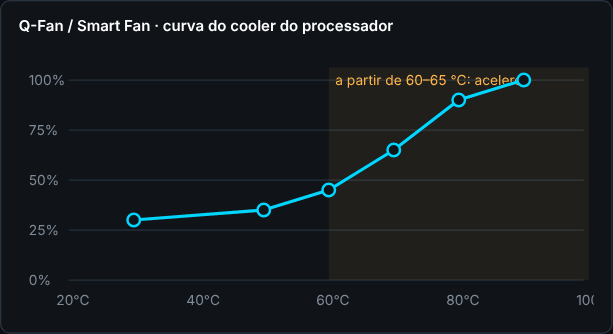 Q-Fan / Smart Fan · curva do cooler do processador
a partir de 60–65 °C: aceler
100%
75%
50%
25%
0%
20°C
40°C
60°C
80°C
100